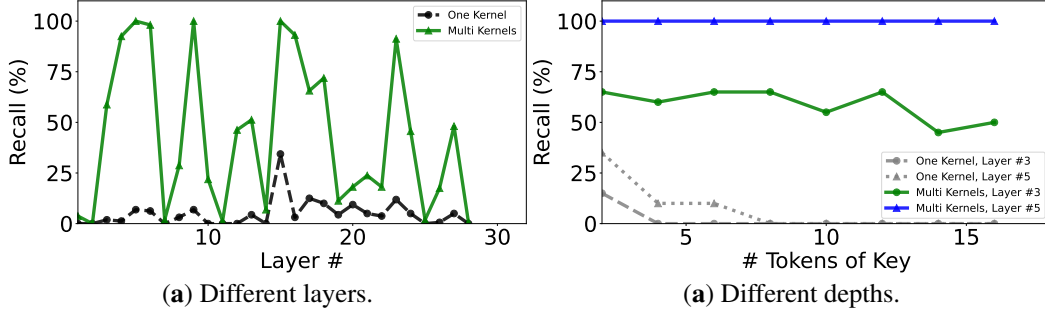 100
75
50
25
0
Recall (%)
10
20
30
Layer #
One Kernel
Multi Kernels
(a) Different layers.
100
75
50
25
0
Recall (%)
5
10
15
# Tokens of Key
One Kernel, Layer #3
One Kernel, Layer #5
Multi Kernels, Layer #3
Multi Kernels, Layer #5
(a) Different depths.